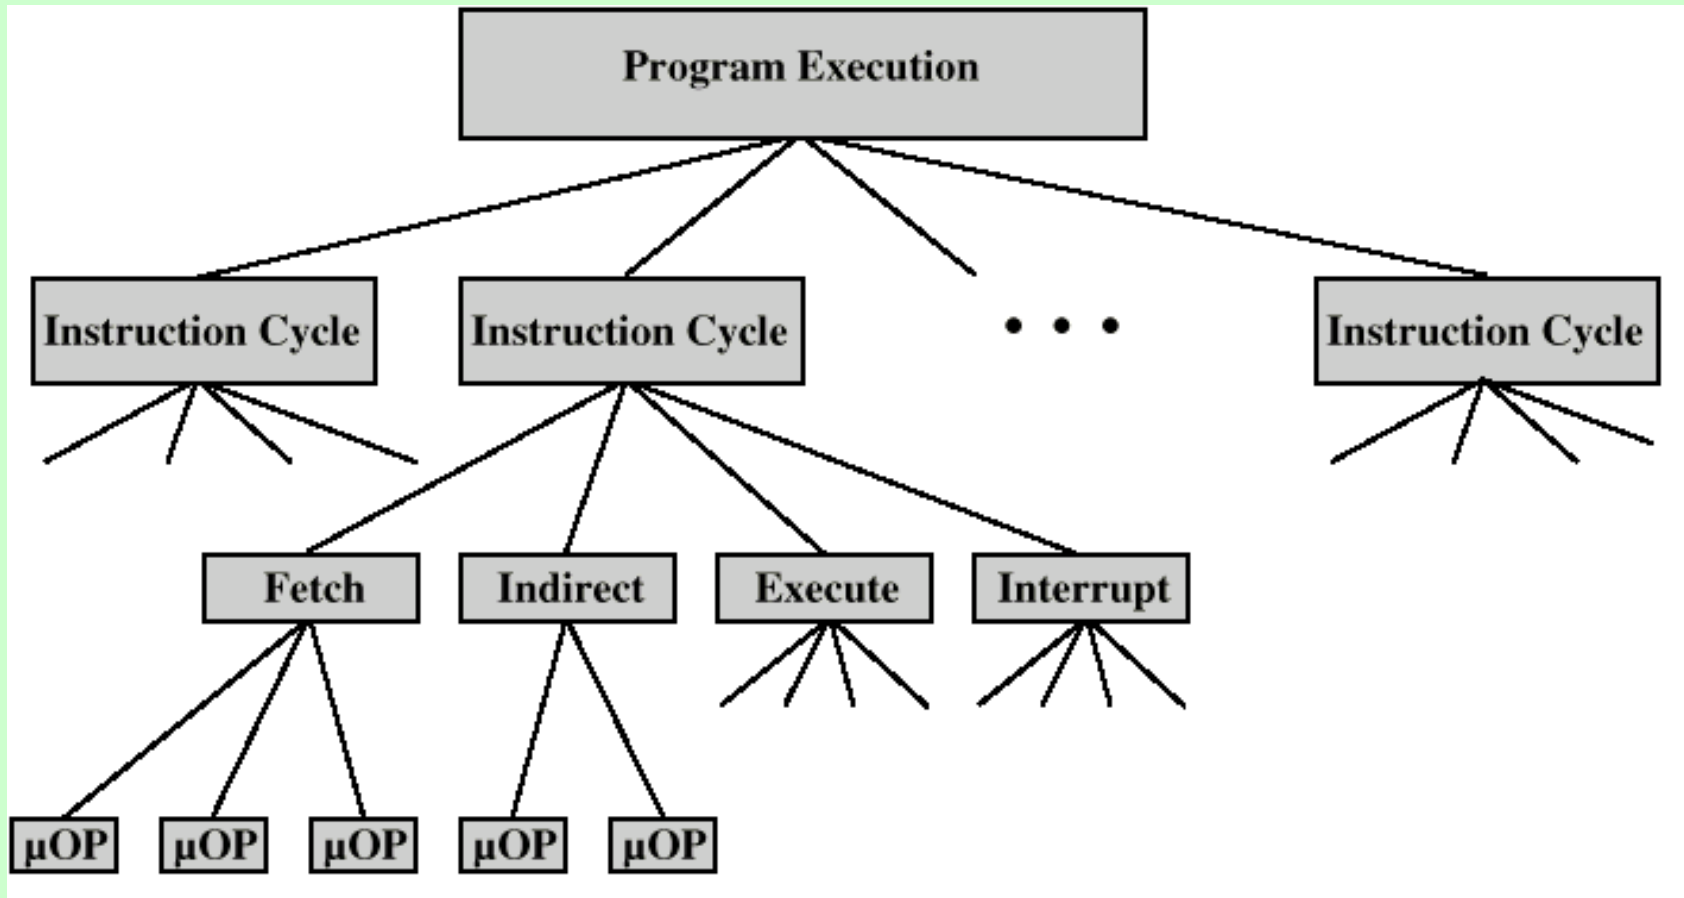 Program Execution
Instruction Cycle
Instruction Cycle
• • •
Instruction Cycle
Fetch
Indirect
Execute
Interrupt
µOP
µOP
µOP
µOP
µOP